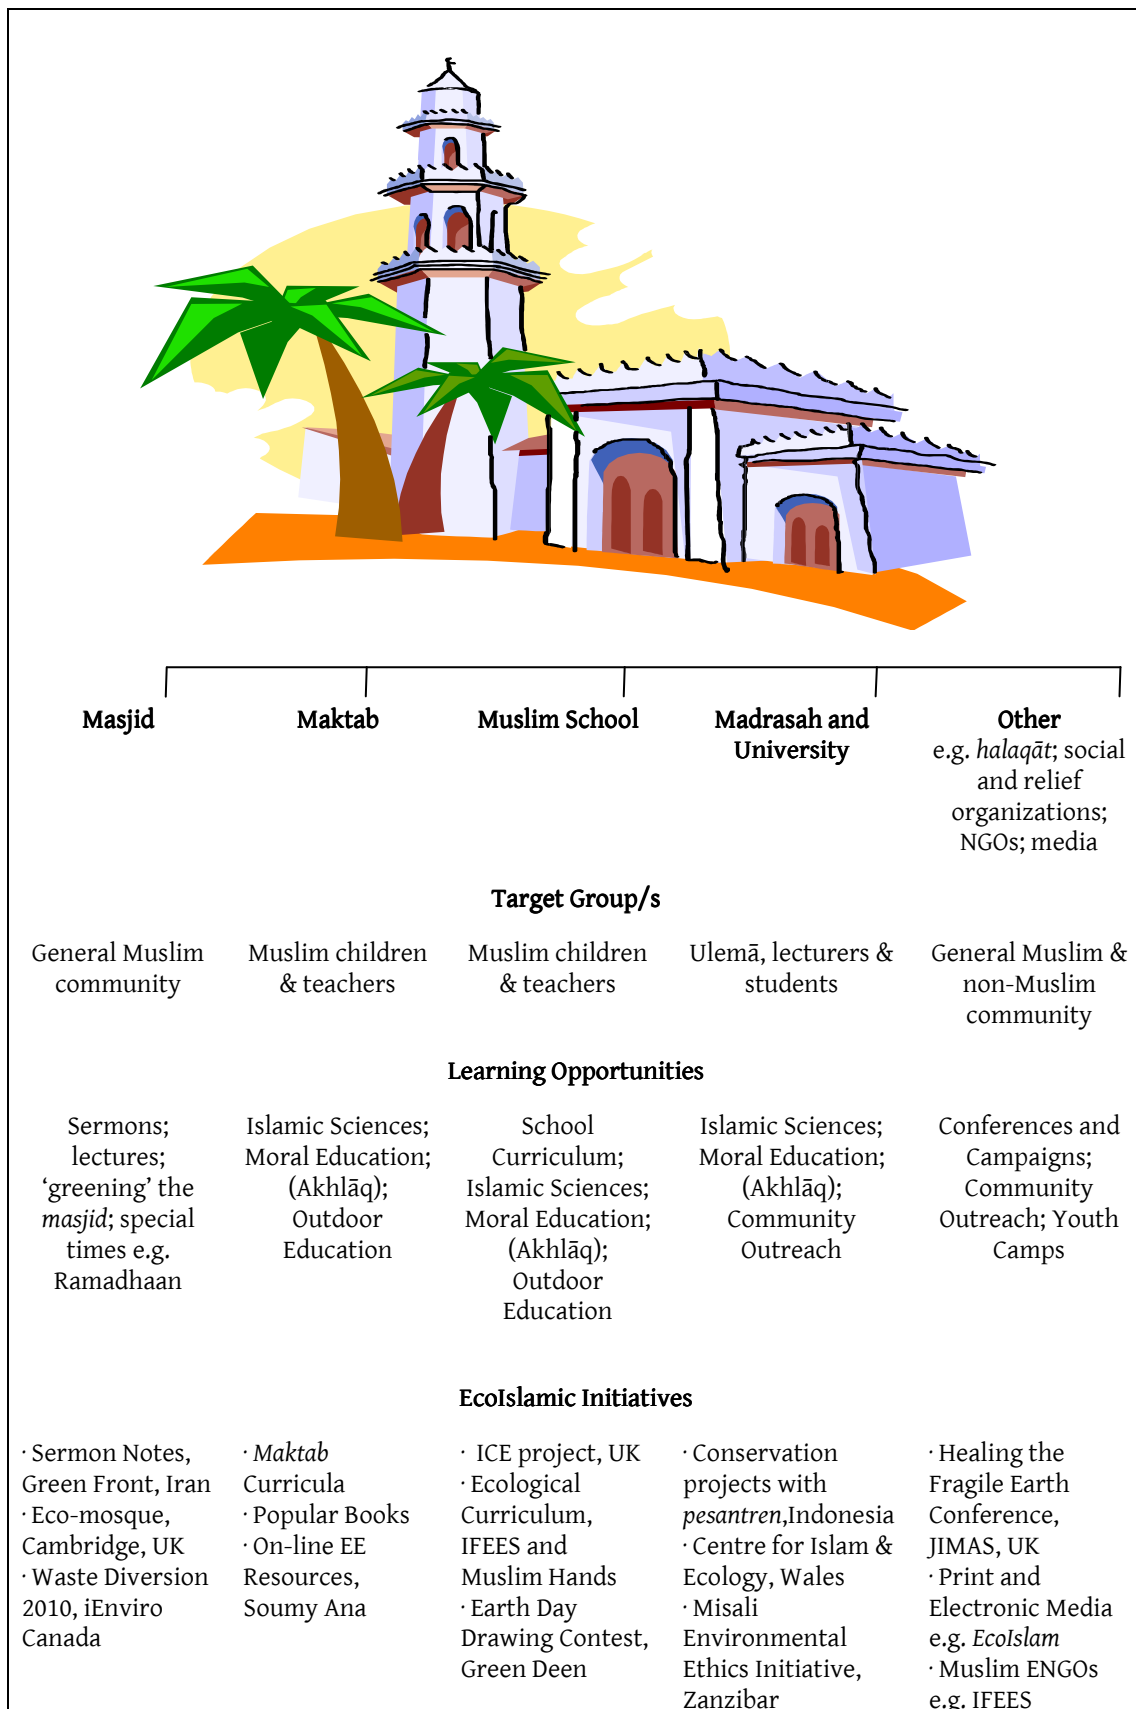 Masjid
Maktab
Muslim School
Madrasah and
University
Other
e.g. halaqāt; social
and relief
organizations;
NGOs; media
Target Group/s
General Muslim
community
Muslim children
& teachers
Muslim children
& teachers
Ulemā, lecturers &
students
General Muslim &
non-Muslim
community
Learning Opportunities
Sermons;
lectures;
‘greening’ the
masjid; special
times e.g.
Ramadhaan
Islamic Sciences;
Moral Education;
(Akhlāq);
Outdoor
Education
School
Curriculum;
Islamic Sciences;
Moral Education;
(Akhlāq);
Outdoor
Education
Islamic Sciences;
Moral Education;
(Akhlāq);
Community
Outreach
Conferences and
Campaigns;
Community
Outreach; Youth
Camps
EcoIslamic Initiatives
· Sermon Notes,
Green Front, Iran
· Eco-mosque,
Cambridge, UK
· Waste Diversion
2010, iEnviro
Canada
· Maktab
Curricula
· Popular Books
· On-line EE
Resources,
Soumy Ana
· ICE project, UK
· Ecological
Curriculum,
IFEES and
Muslim Hands
· Earth Day
Drawing Contest,
Green Deen
· Conservation
projects with
pesantren,Indonesia
· Centre for Islam &
Ecology, Wales
· Misali
Environmental
Ethics Initiative,
Zanzibar
· Healing the
Fragile Earth
Conference,
JIMAS, UK
· Print and
Electronic Media
e.g. EcoIslam
· Muslim ENGOs
e.g. IFEES